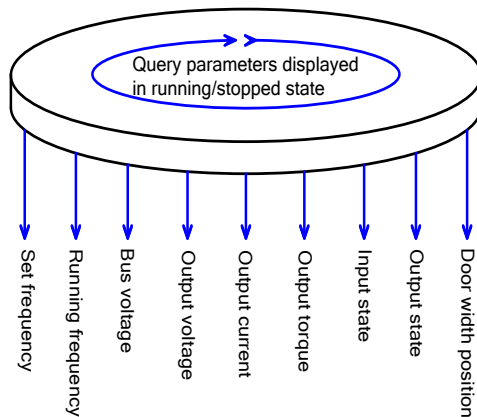 Query parameters displayed
in running/stopped state
Set frequency
Running frequency
Bus voltage
Output voltage
Output current
Output torque
Input state
Output state
Door width position